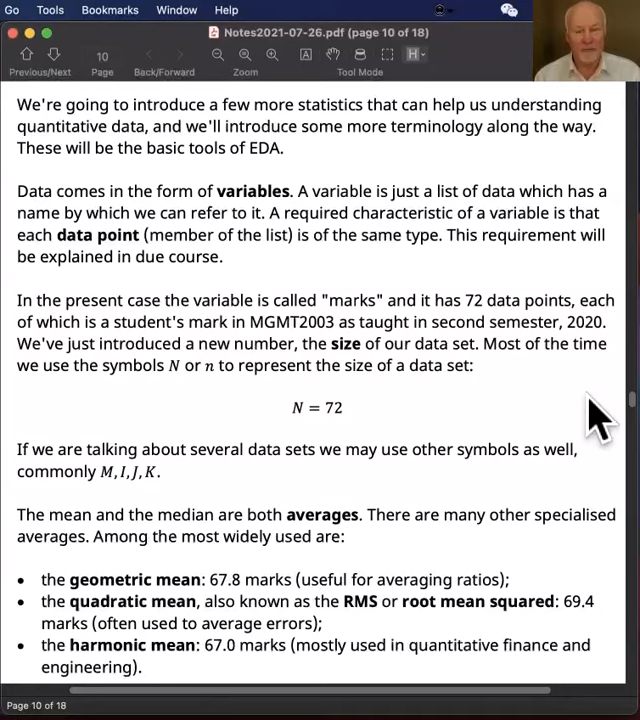 Go Tools Bookmarks Window Help
Notes2021-07-26.pdf (page 10 of 18)
10
Previous/Next Page Back/Forward Zoom Tool Mode
We're going to introduce a few more statistics that can help us understanding
quantitative data, and we'll introduce some more terminology along the way.
These will be the basic tools of EDA.
Data comes in the form of variables. A variable is just a list of data which has a
name by which we can refer to it. A required characteristic of a variable is that
each data point (member of the list) is of the same type. This requirement will
be explained in due course.
In the present case the variable is called "marks" and it has 72 data points, each
of which is a student's mark in MGMT2003 as taught in second semester, 2020.
We've just introduced a new number, the size of our data set. Most of the time
we use the symbols N or n to represent the size of a data set:
N = 72
If we are talking about several data sets we may use other symbols as well,
commonly M, I, J, K.
The mean and the median are both averages. There are many other specialised
averages. Among the most widely used are:
• the geometric mean: 67.8 marks (useful for averaging ratios);
• the quadratic mean, also known as the RMS or root mean squared: 69.4
marks (often used to average errors);
• the harmonic mean: 67.0 marks (mostly used in quantitative finance and
engineering).
Page 10 of 18